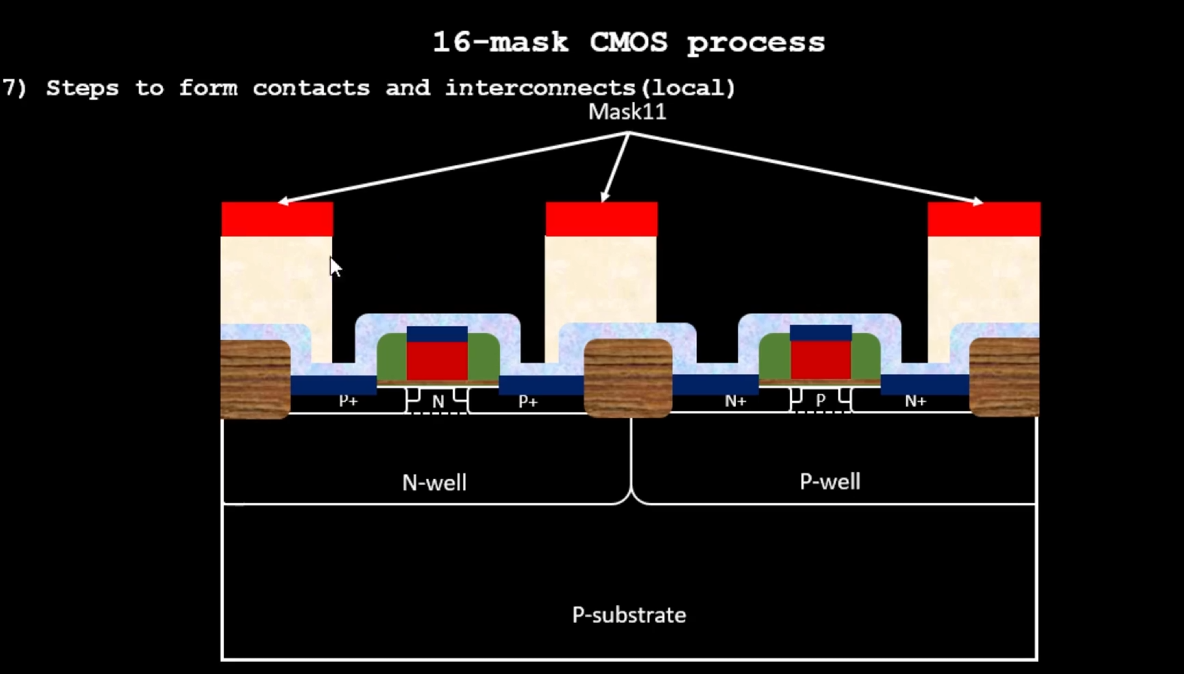 16-mask CMOS process
7) Steps to form contacts and interconnects(local)
Mask11
P+ N P+ N+ P N+
N-well P-well
P-substrate